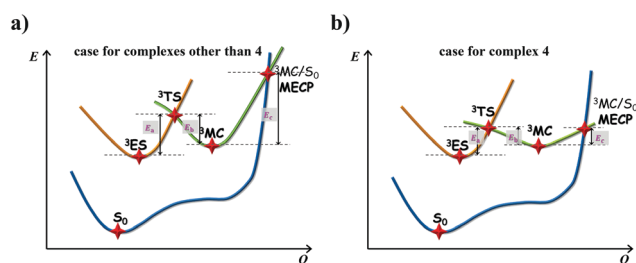 a)
case for complexes other than 4
E
³TS
³MC/S₀
MECP
Eₐ
E_b
³MC
E_c
³ES
S₀
Q
b)
case for complex 4
E
³TS
³MC
³MC/S₀
MECP
Eₐ
E_b
E_c
³ES
S₀
Q